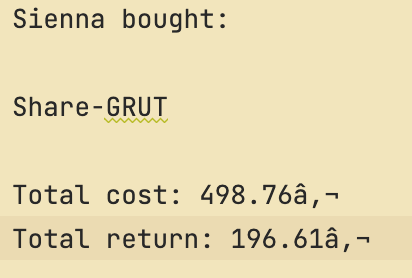 Sienna bought:
Share-GRUT
Total cost: 498.76â‚¬
Total return: 196.61â‚¬